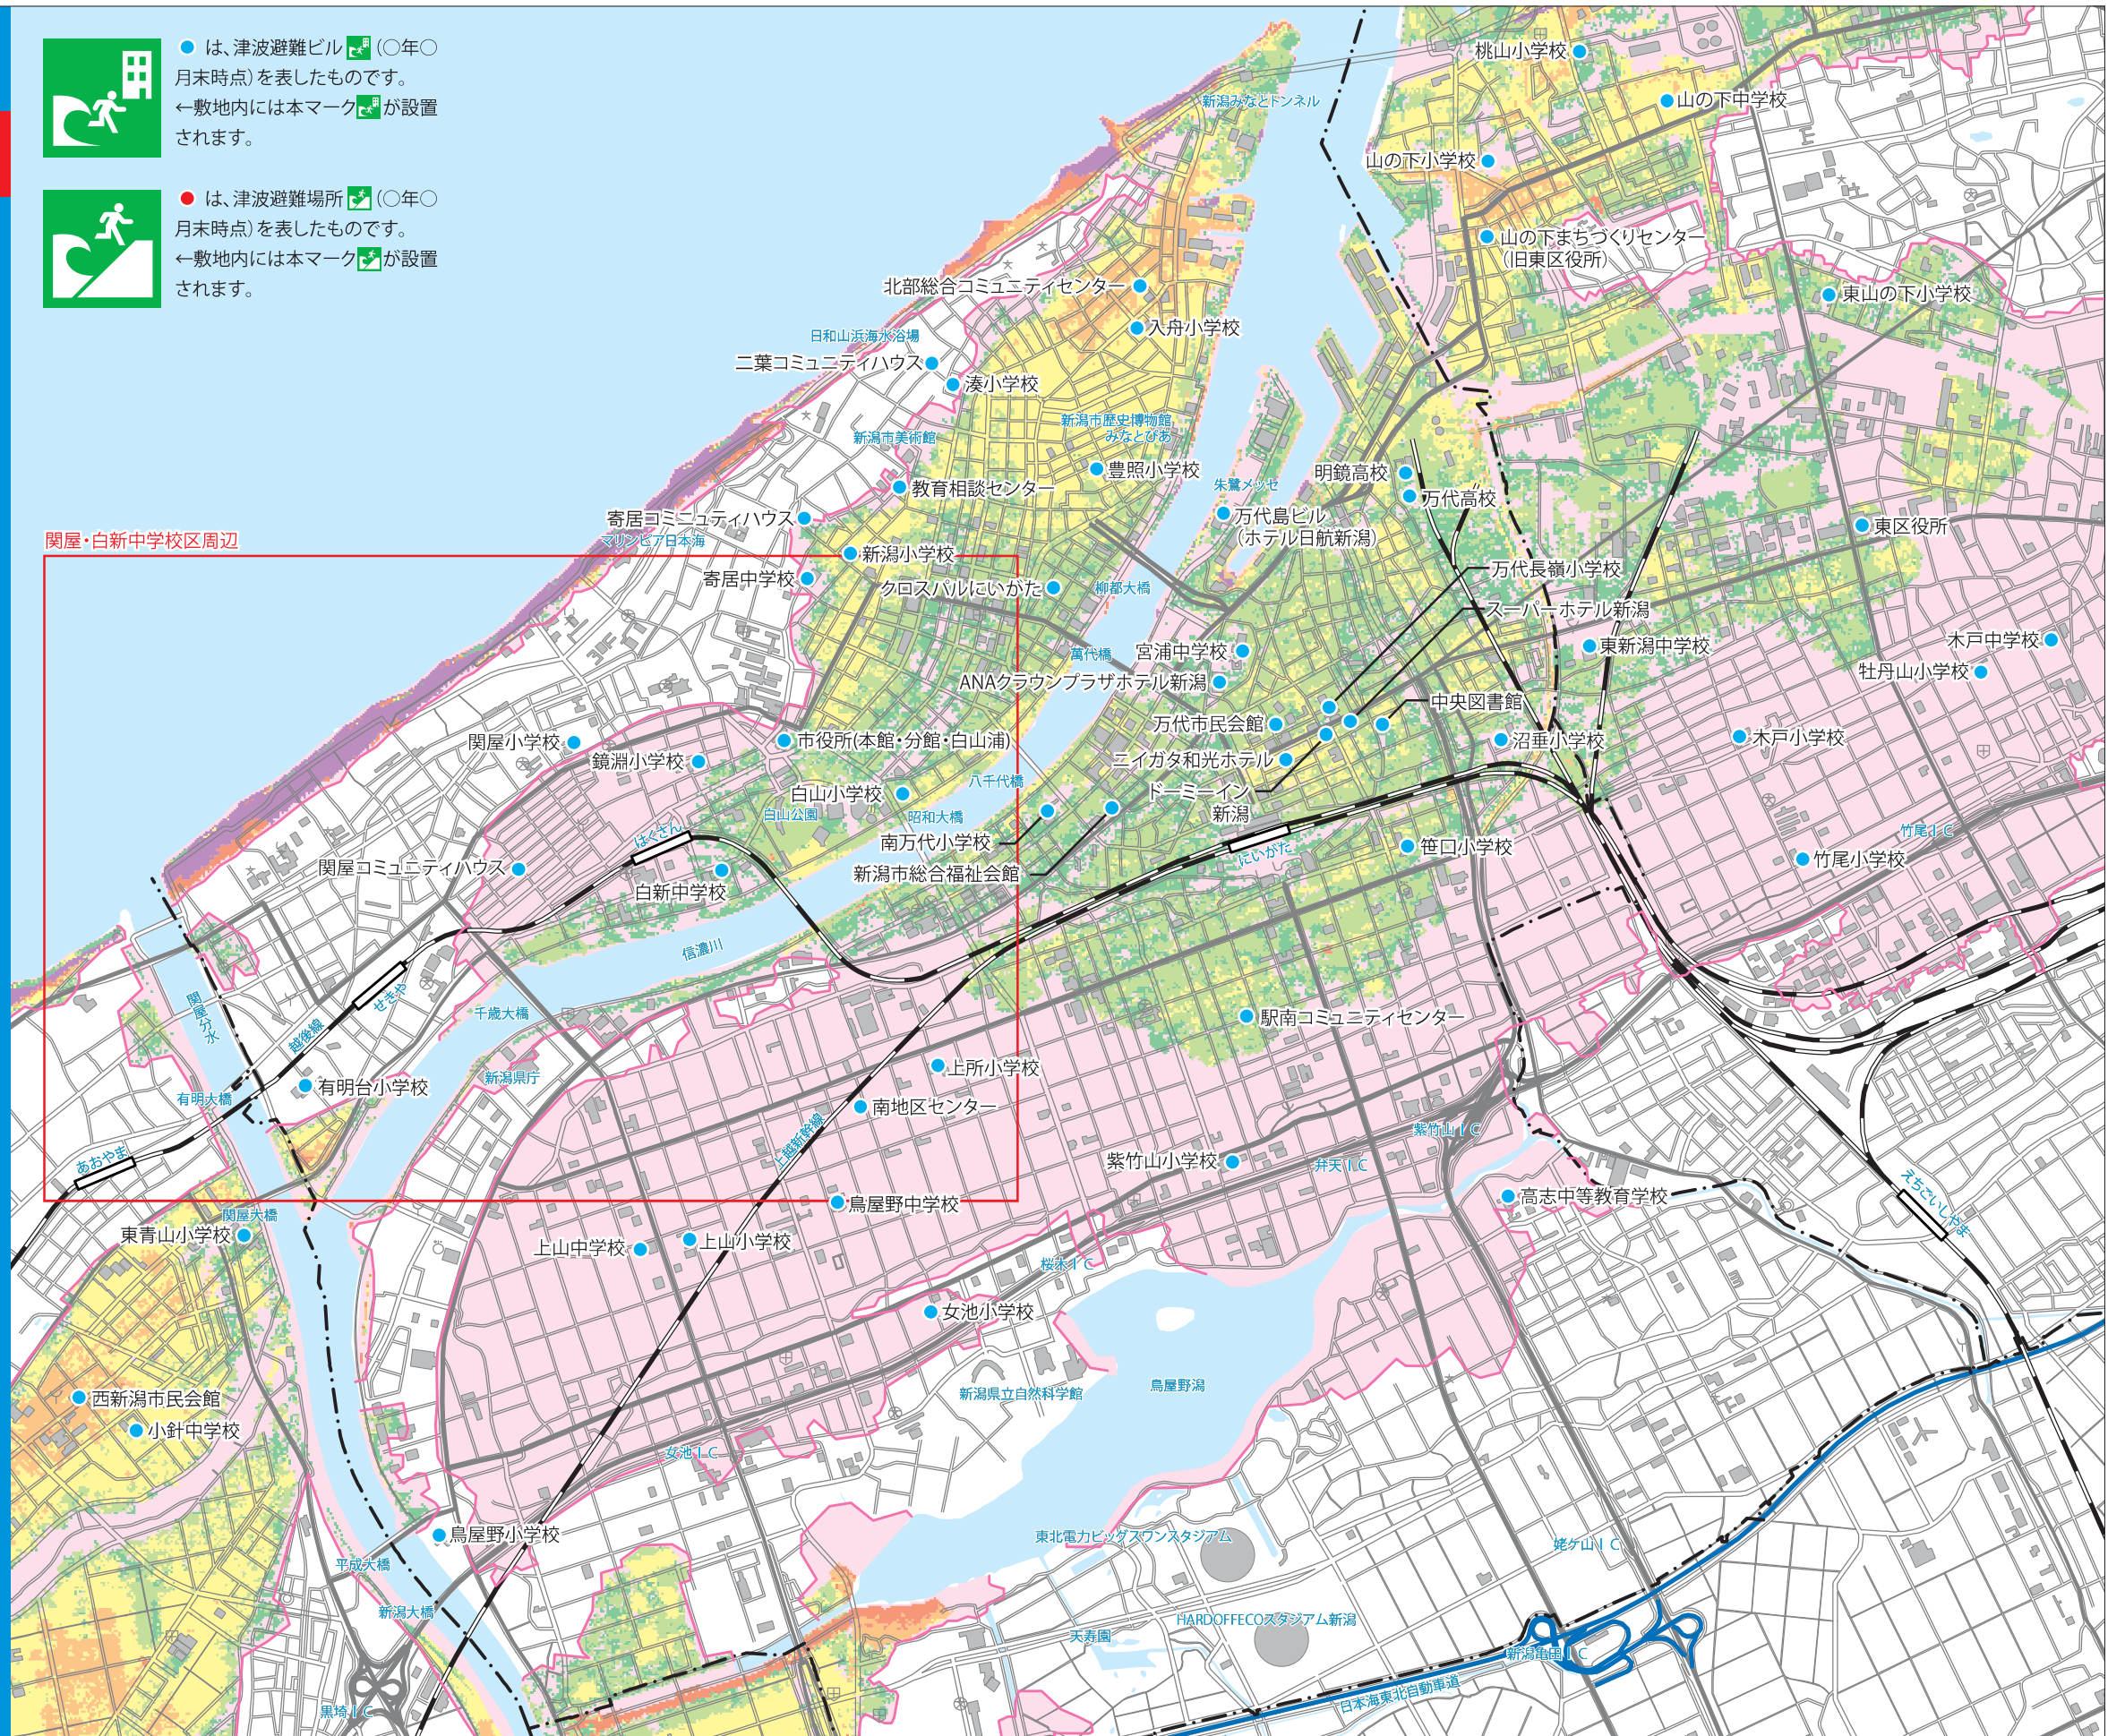 ●は、津波避難ビル(○年○
月末時点)を表したものです。
←敷地内には本マークが設置
されます。
●は、津波避難場所(○年○
月末時点)を表したものです。
←敷地内には本マークが設置
されます。
桃山小学校
山の下中学校
新潟みなとトンネル
山の下小学校
山の下まちづくりセンター
(旧東区役所)
北部総合コミュニティセンター
東山の下小学校
入舟小学校
日和山浜海水浴場
二葉コミュニティハウス
湊小学校
新潟市歴史博物館
みなとぴあ
新潟市美術館
豊照小学校
明鏡高校
教育相談センター
朱鷺メッセ
万代高校
寄居コミュニティハウス
万代島ビル
(ホテル日航新潟)
東区役所
マリンピア日本海
関屋・白新中学校区周辺
新潟小学校
寄居中学校
クロスパルにいがた
柳都大橋
万代長嶺小学校
スーパーホテル新潟
木戸中学校
萬代橋
宮浦中学校
東新潟中学校
牡丹山小学校
ANAクラウンプラザホテル新潟
中央図書館
万代市民会館
関屋小学校
市役所(本館・分館・白山浦)
沼垂小学校
木戸小学校
鏡淵小学校
ニイガタ和光ホテル
八千代橋
白山小学校
ドーミーイン
新潟
白山公園
昭和大橋
はくさん
南万代小学校
にいがた
笹口小学校
竹尾IC
竹尾小学校
関屋コミュニティハウス
新潟市総合福祉会館
白新中学校
信濃川
せきや
関屋分水
千歳大橋
越後線
駅南コミュニティセンター
新潟県庁
上所小学校
有明台小学校
有明大橋
南地区センター
上越新幹線
紫竹山IC
あおやま
紫竹山小学校
弁天IC
高志中等教育学校
鳥屋野中学校
えちごいしやま
関屋大橋
東青山小学校
上山中学校
上山小学校
桜木IC
女池小学校
鳥屋野潟
新潟県立自然科学館
西新潟市民会館
小針中学校
女池IC
鳥屋野小学校
東北電力ビッグスワンスタジアム
姥ケ山IC
平成大橋
新潟大橋
HARDOFFECOスタジアム新潟
天寿園
新潟亀田IC
日本海東北自動車道
黒埼IC